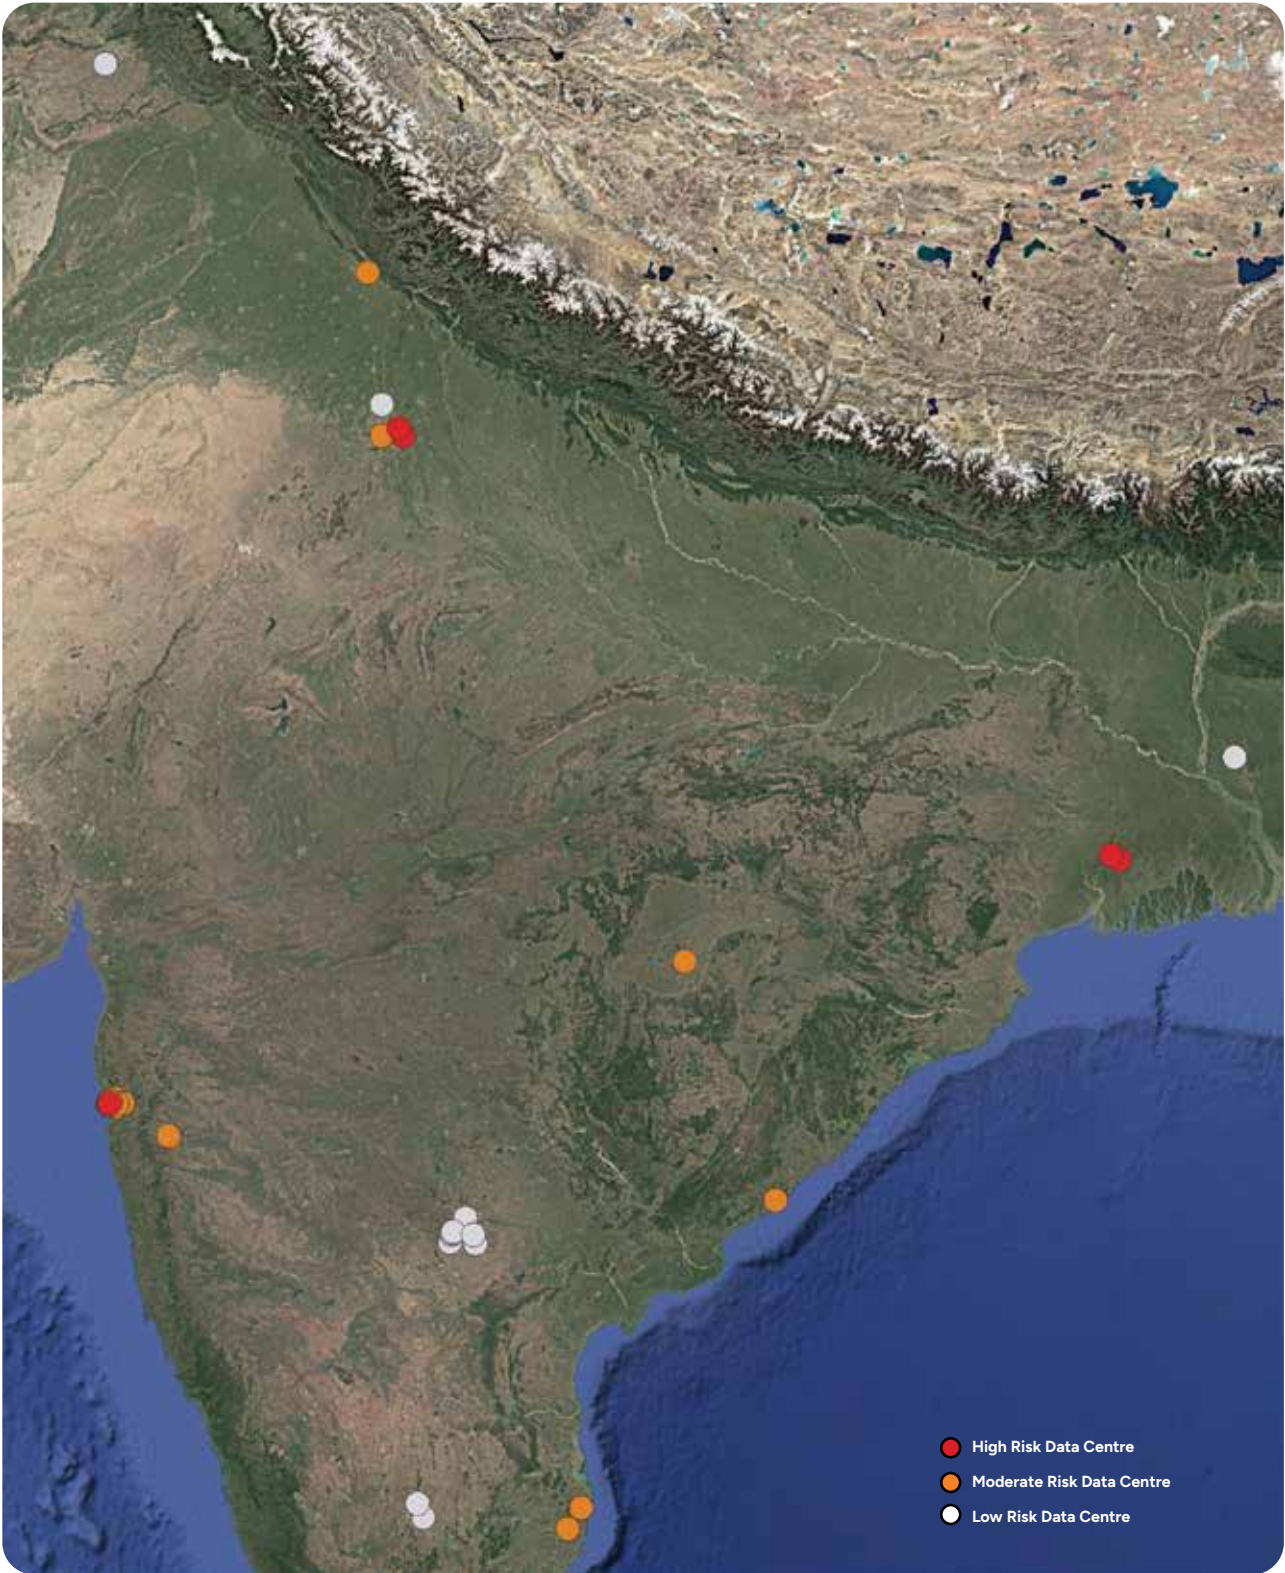 High Risk Data Centre
Moderate Risk Data Centre
Low Risk Data Centre